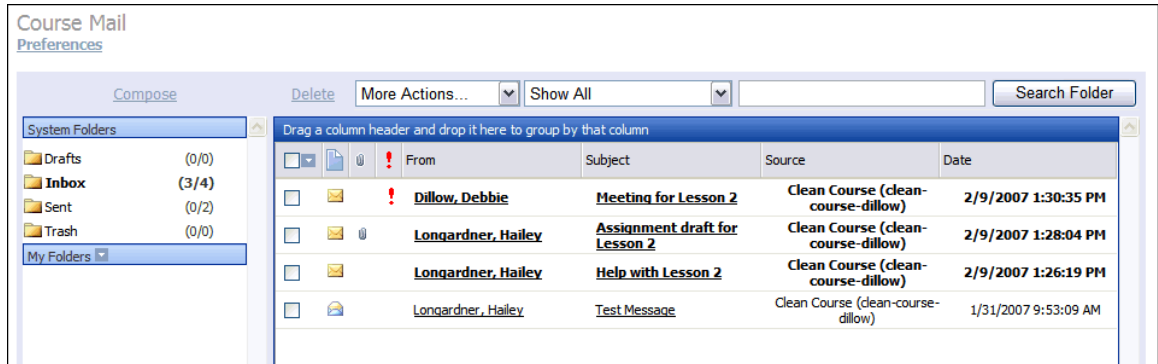 Course Mail
Preferences
Compose Delete More Actions... Show All Search Folder
System Folders
Drafts (0/0)
Inbox (3/4)
Sent (0/2)
Trash (0/0)
My Folders
Drag a column header and drop it here to group by that column
From Subject Source Date
Dillow, Debbie Meeting for Lesson 2 Clean Course (clean-
course-dillow) 2/9/2007 1:30:35 PM
Longardner, Hailey Assignment draft for
Lesson 2 Clean Course (clean-
course-dillow) 2/9/2007 1:28:04 PM
Longardner, Hailey Help with Lesson 2 Clean Course (clean-
course-dillow) 2/9/2007 1:26:19 PM
Longardner, Hailey Test Message Clean Course (clean-course-
dillow) 1/31/2007 9:53:09 AM